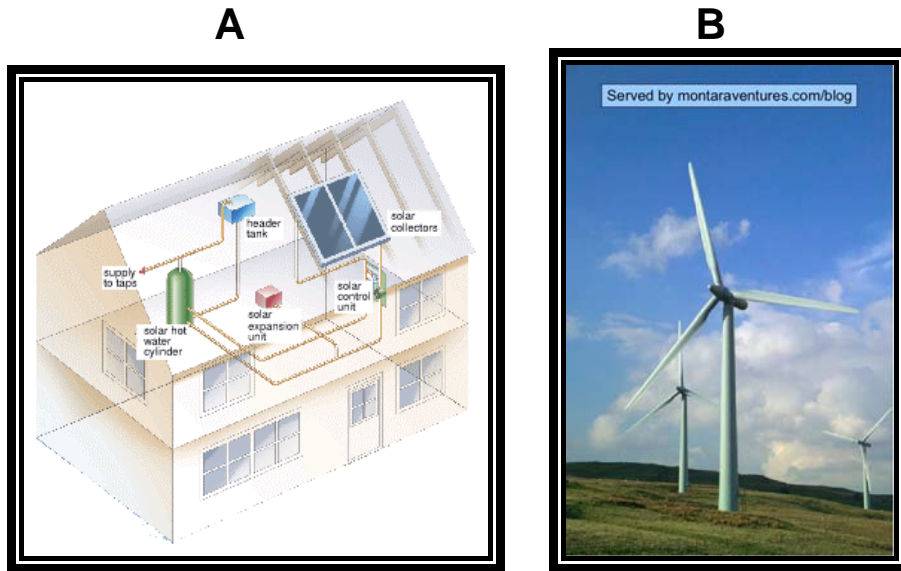 A
B
Served by montaraventures.com/blog
header
tank
solar
collectors
supply
to taps
solar
control
unit
solar
expansion
unit
solar hot
water
cylinder